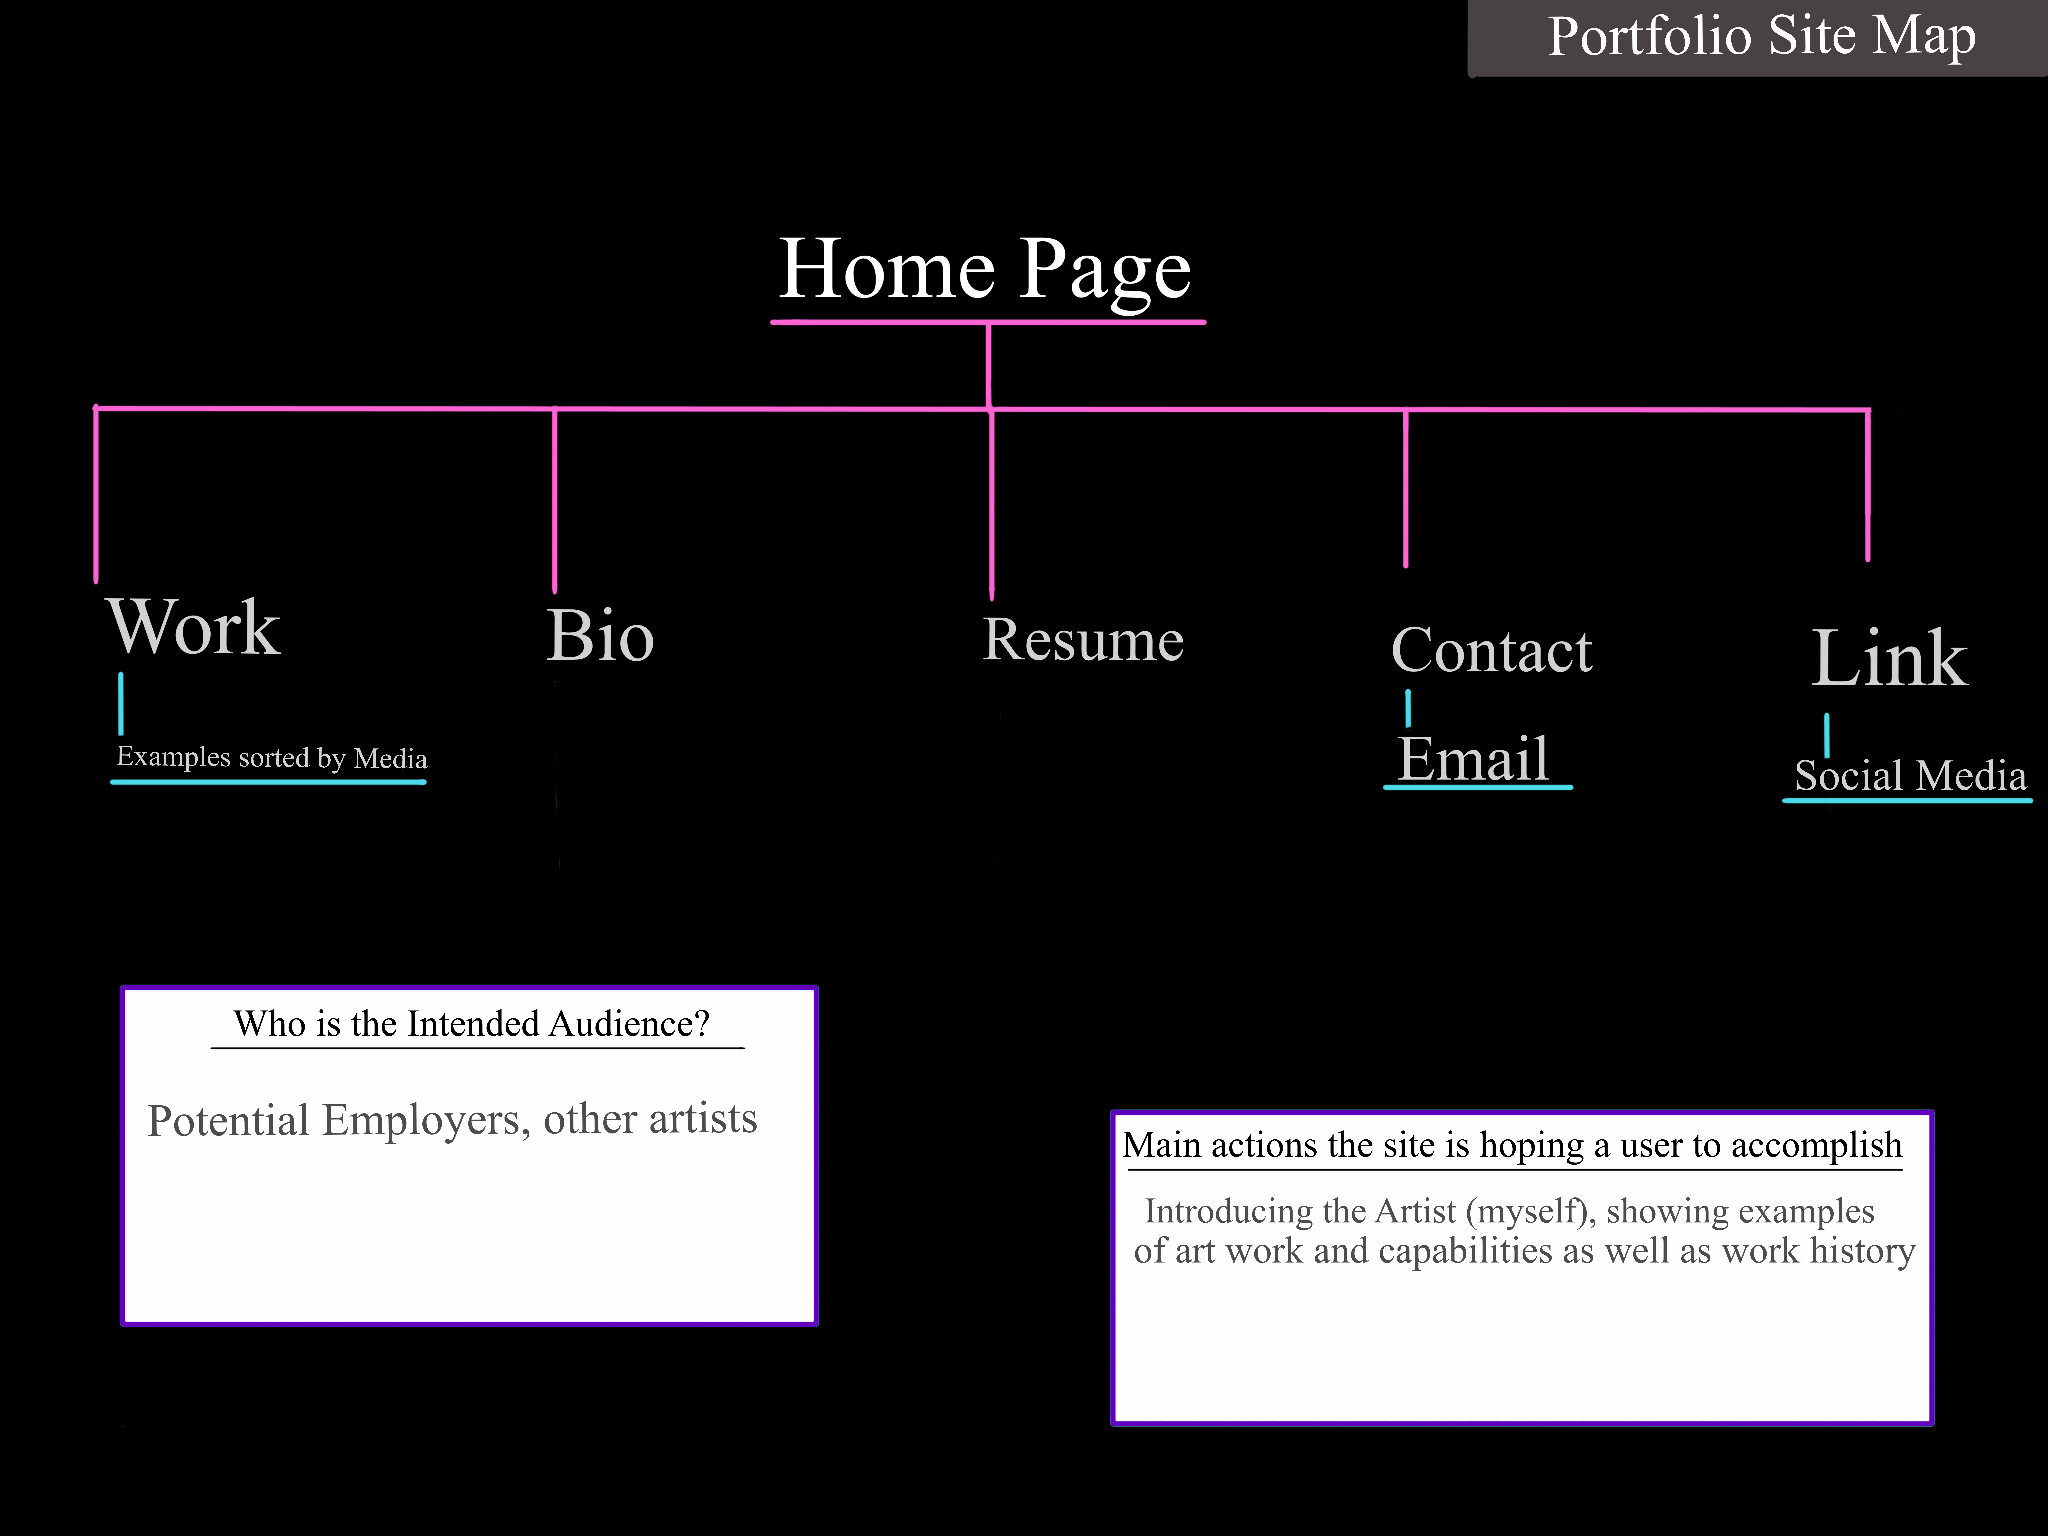 Portfolio Site Map
Home Page
Work
Bio
Resume
Contact
Link
Examples sorted by Media
Email
Social Media
Who is the Intended Audience?
Potential Employers, other artists
Main actions the site is hoping a user to accomplish
Introducing the Artist (myself), showing examples
of art work and capabilities as well as work history